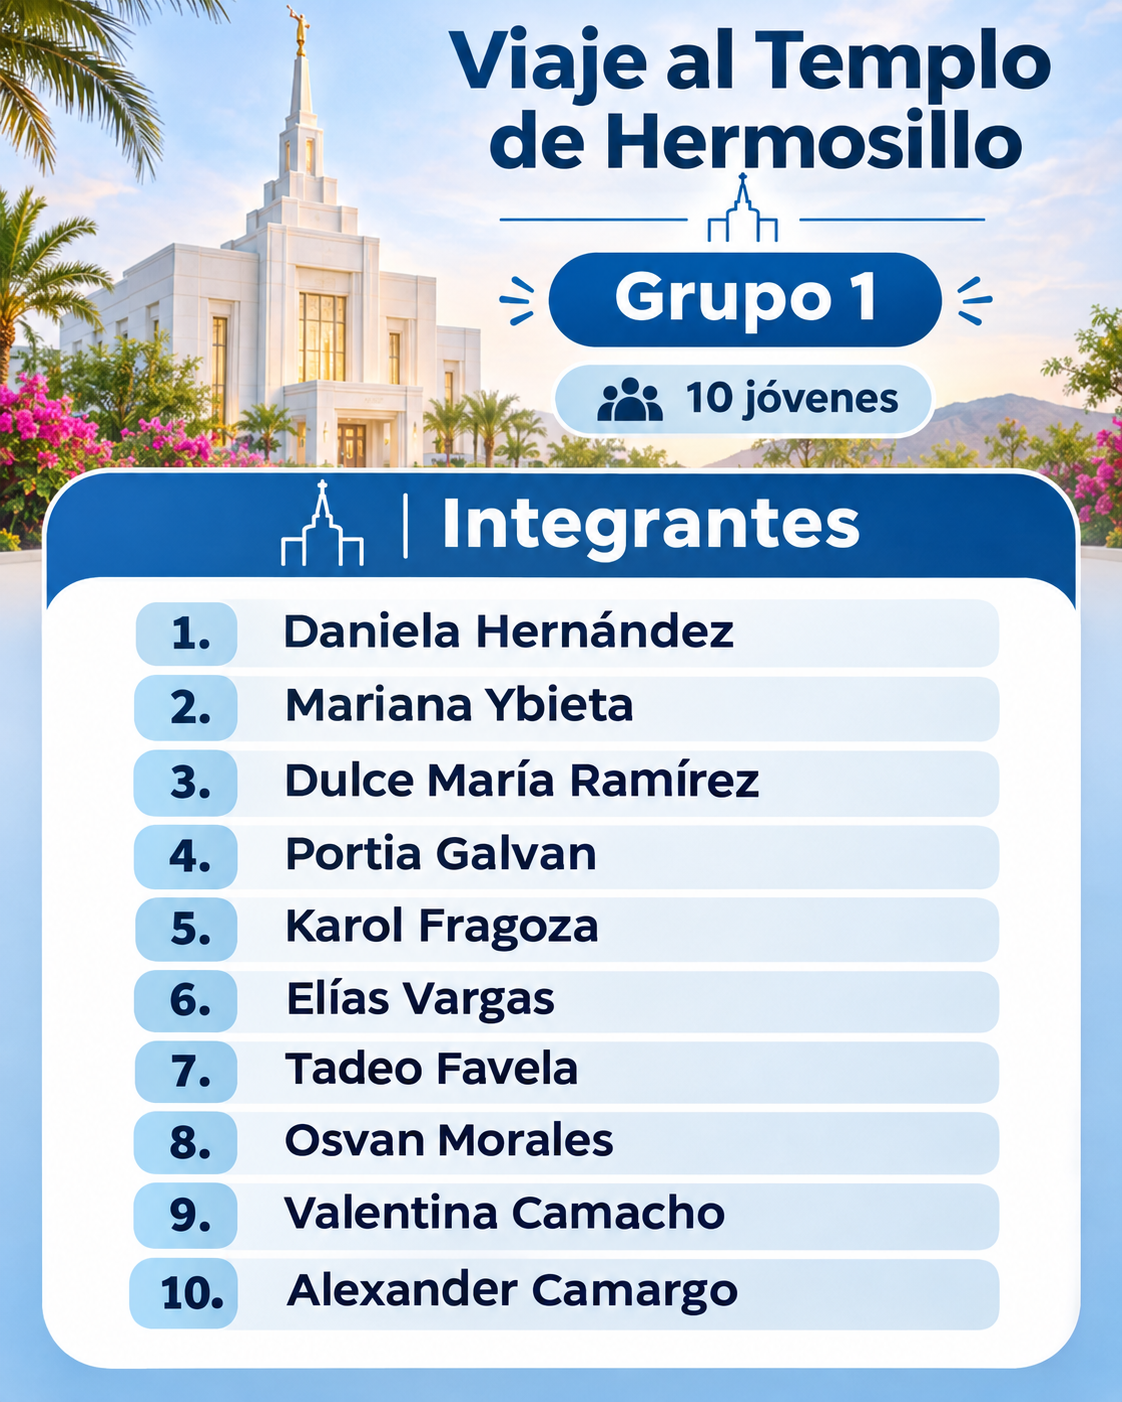 Viaje al Templo
de Hermosillo
Grupo 1
10 jóvenes
Integrantes
1. Daniela Hernández
2. Mariana Ybieta
3. Dulce María Ramírez
4. Portia Galvan
5. Karol Fragoza
6. Elías Vargas
7. Tadeo Favela
8. Osvan Morales
9. Valentina Camacho
10. Alexander Camargo